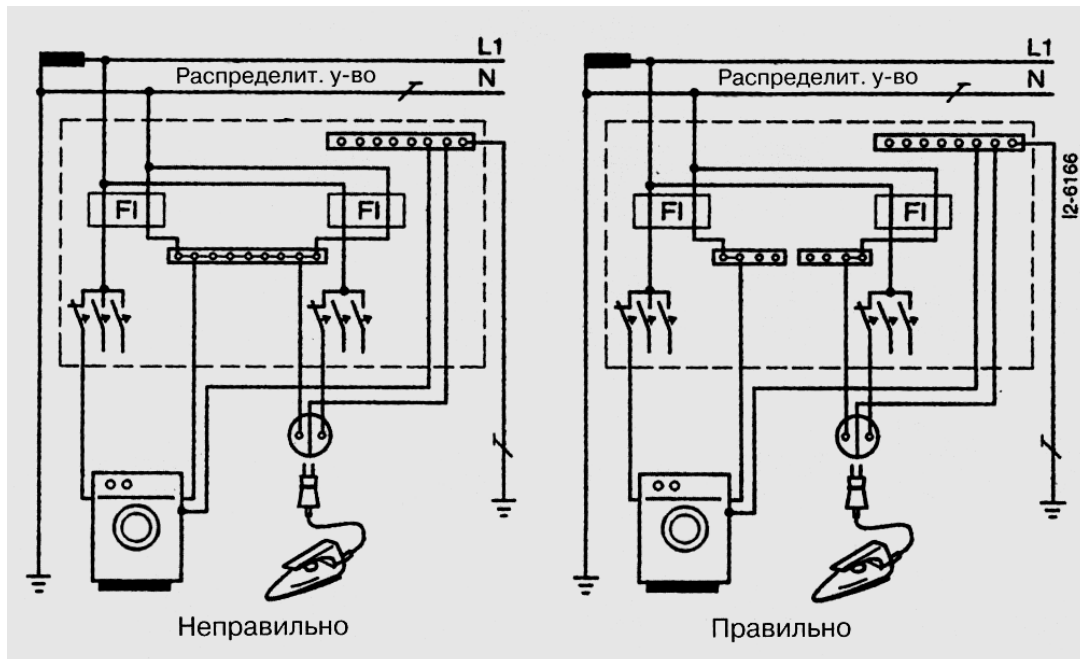 L1
Распределит. у-во N
FI FI
Неправильно
L1
Распределит. у-во N
FI FI
I2-6166
Правильно